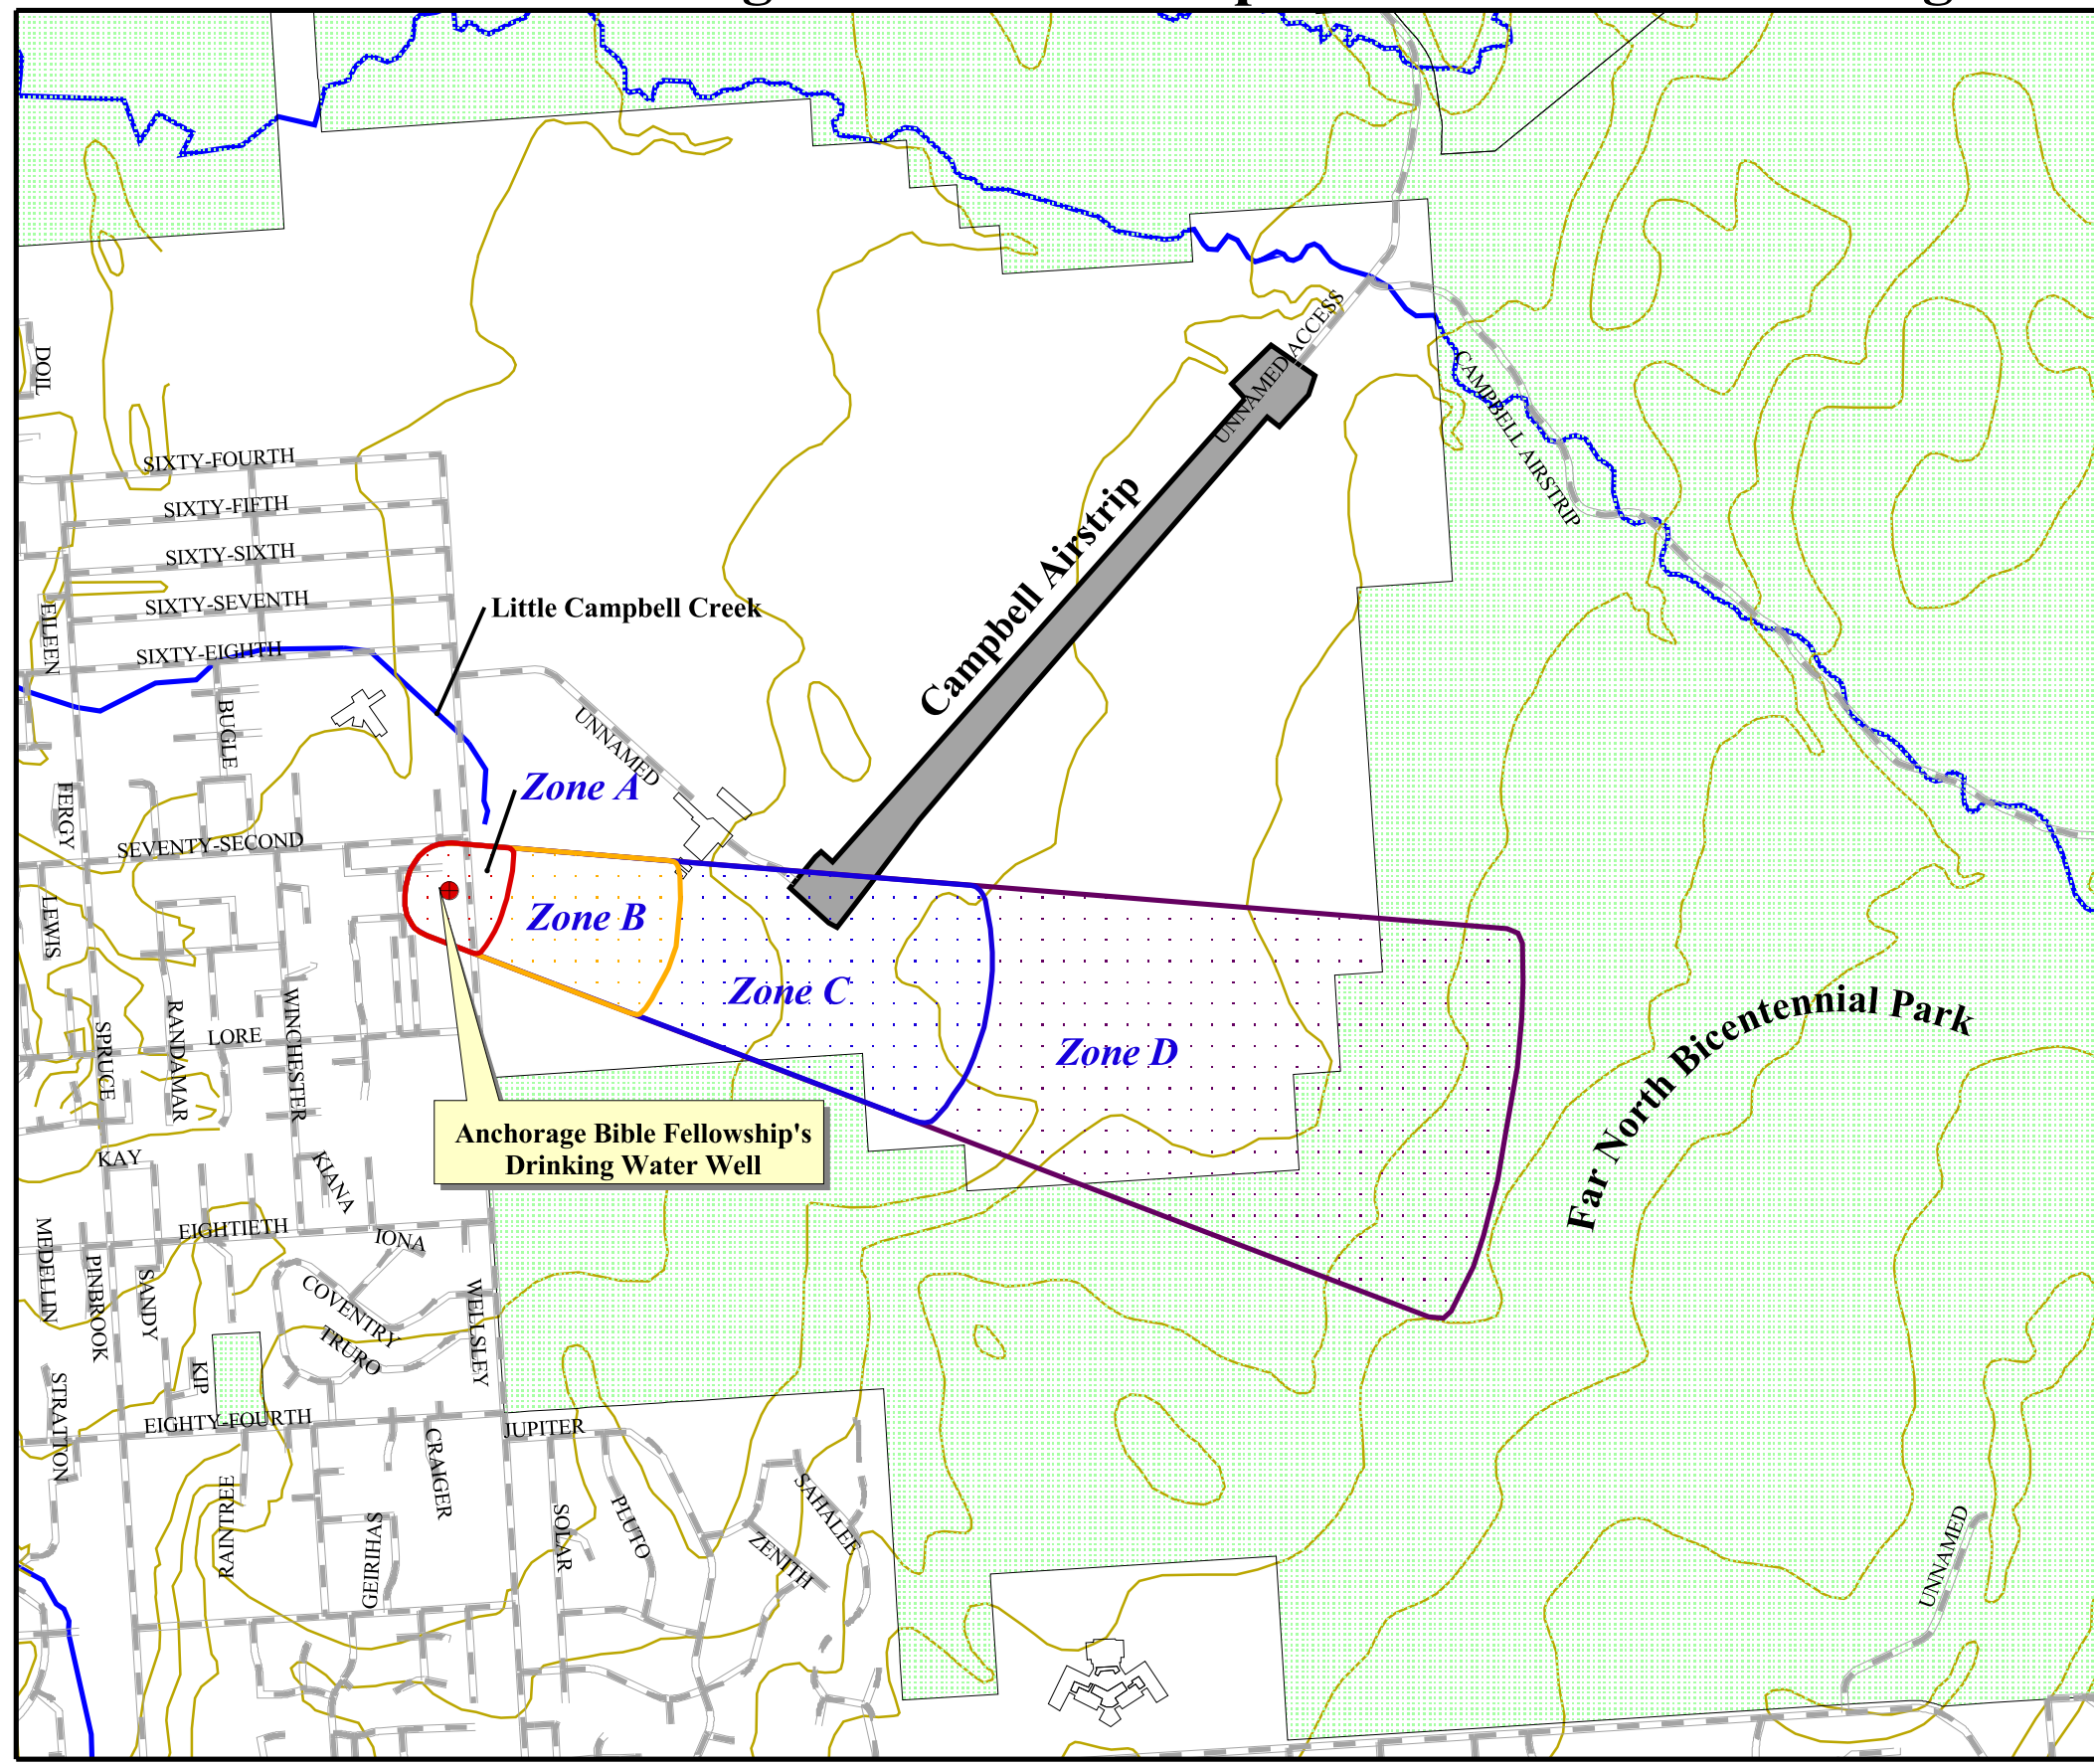 DOIL
SIXTY-FOURTH
SIXTY-FIFTH
SIXTY-SIXTH
SIXTY-SEVENTH
SIXTY-EIGHTH
EILEEN
Little Campbell Creek
UNNAMED ACCESS
CAMPBELL AIRSTRIP
Campbell Airstrip
BUGLE
UNNAMED
FERGY
Zone A
SEVENTY-SECOND
LEWIS
Zone B
Zone C
Zone D
SPRUCE
RANDAMAR
LORE
WINCHESTER
Far North Bicentennial Park
Anchorage Bible Fellowship's
Drinking Water Well
KAY
KIANA
EIGHTIETH
IONA
MEDELLIN
PINBROOK
SANDY
COVENTRY
TRURO
WELLSLEY
KIP
STRATTON
EIGHTY-FOURTH
JUPITER
CRAIGER
RAINTREE
GEIRIHAS
SOLAR
PLUTO
ZENITH
SAHALEE
UNNAMED